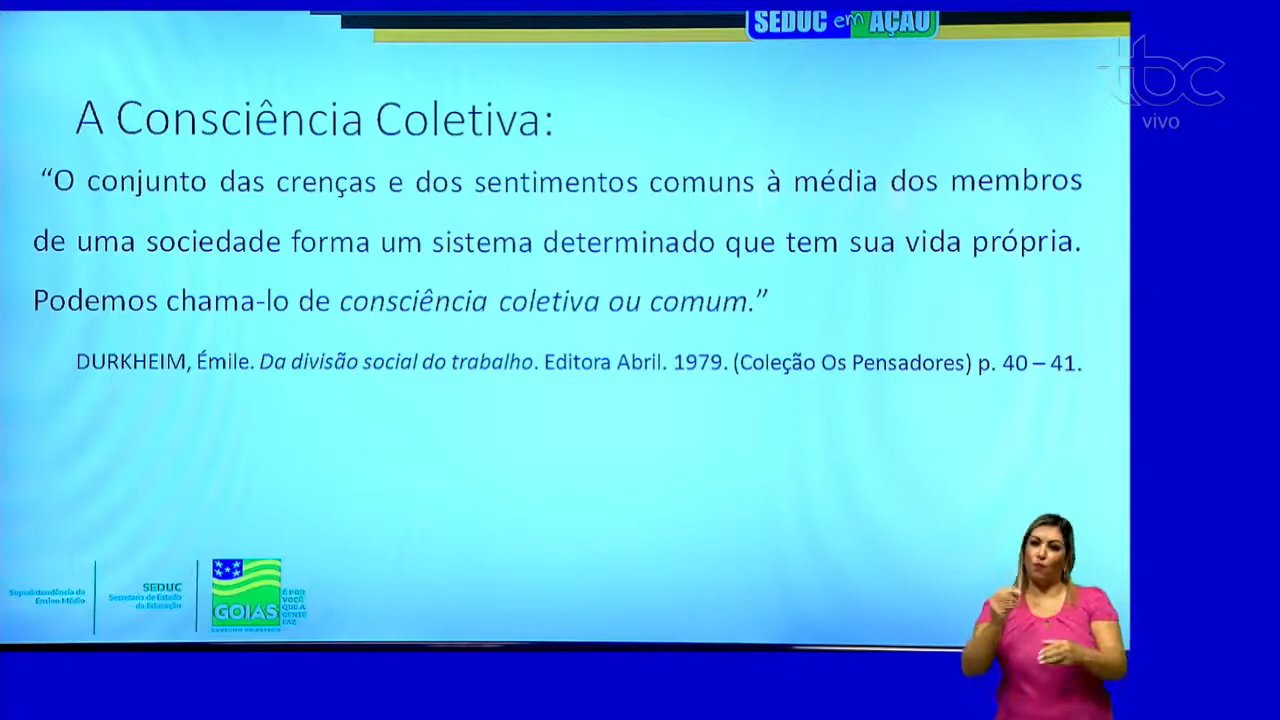 SEDUC em AÇÃO
tbc
vivo
A Consciência Coletiva:
“O conjunto das crenças e dos sentimentos comuns à média dos membros
de uma sociedade forma um sistema determinado que tem sua vida própria.
Podemos chama-lo de consciência coletiva ou comum.”
DURKHEIM, Émile. Da divisão social do trabalho. Editora Abril. 1979. (Coleção Os Pensadores) p. 40 – 41.
Superintendência de
Ensino Médio
SEDUC
Secretaria de Estado
da Educação
GOIÁS
GOVERNO DO ESTADO
É POR
VOCÊ
QUE A
GENTE
FAZ